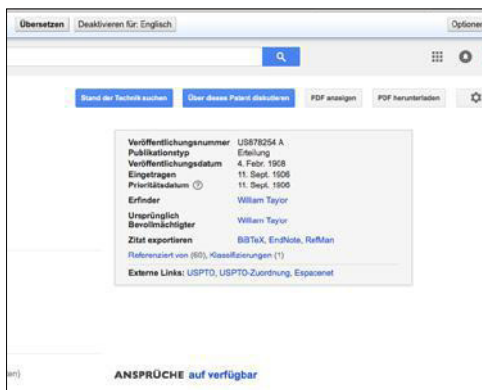 Übersetzen Deaktivieren für: Englisch Optionen
Stand der Technik suchen Über dieses Patent diskutieren PDF anzeigen PDF herunterladen
Veröffentlichungsnummer US878254 A
Publikationstyp Erteilung
Veröffentlichungsdatum 4. Febr. 1908
Eingetragen 11. Sept. 1906
Prioritätsdatum ? 11. Sept. 1906
Erfinder William Taylor
Ursprünglich
Bevollmächtigter William Taylor
Zitat exportieren BiBTeX, EndNote, RefMan
Referenziert von (60), Klassifizierungen (1)
Externe Links: USPTO, USPTO-Zuordnung, Espacenet
en) ANSPRÜCHE auf verfügbar